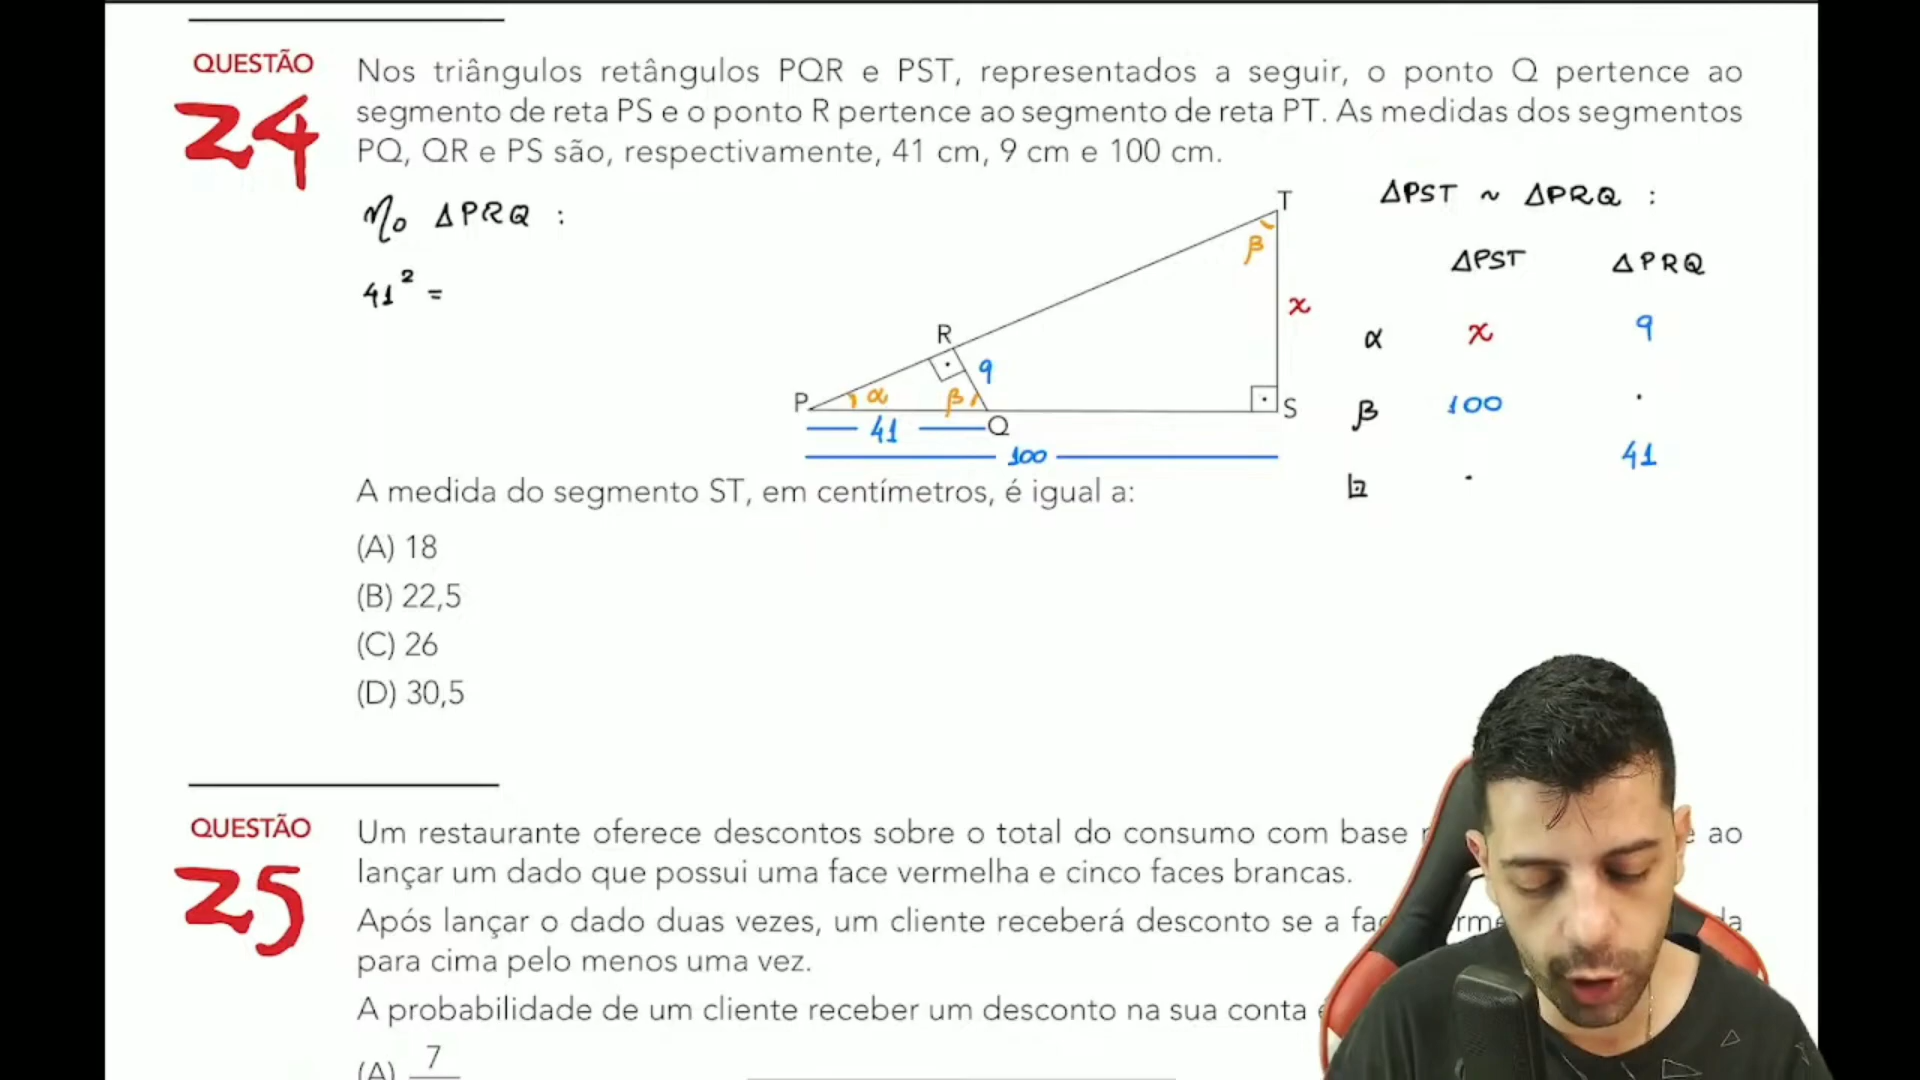 QUESTÃO
24
Nos triângulos retângulos PQR e PST, representados a seguir, o ponto Q pertence ao
segmento de reta PS e o ponto R pertence ao segmento de reta PT. As medidas dos segmentos
PQ, QR e PS são, respectivamente, 41 cm, 9 cm e 100 cm.
No ΔPRQ :
41² =
T
β
x
R
9
P
α
β
S
41
Q
100
ΔPST ~ ΔPRQ :
ΔPST ΔPRQ
α x 9
β 100 .
. 41
A medida do segmento ST, em centímetros, é igual a:
(A) 18
(B) 22,5
(C) 26
(D) 30,5
QUESTÃO
25
Um restaurante oferece descontos sobre o total do consumo com base ao
lançar um dado que possui uma face vermelha e cinco faces brancas.
Após lançar o dado duas vezes, um cliente receberá desconto se a
para cima pelo menos uma vez.
A probabilidade de um cliente receber um desconto na sua conta
(A) 7